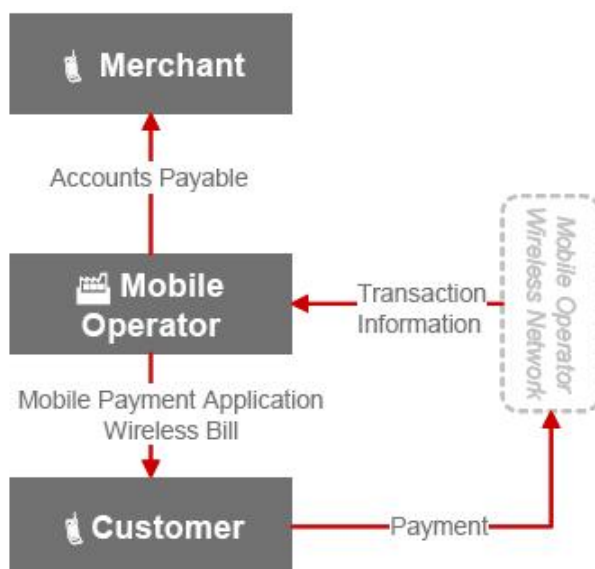 Merchant
Accounts Payable
Mobile
Operator
Transaction
Information
Mobile Operator
Wireless Network
Mobile Payment Application
Wireless Bill
Customer
Payment